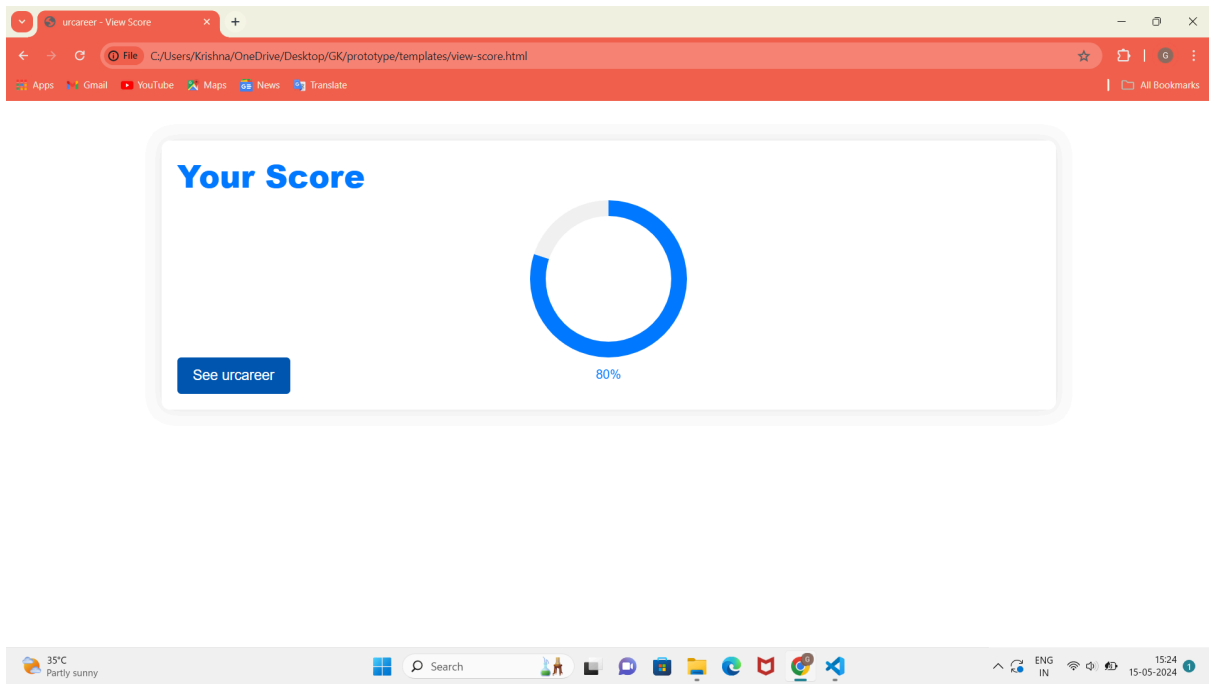 urcareer - View Score
File C:/Users/Krishna/OneDrive/Desktop/GK/prototype/templates/view-score.html G
Apps Gmail YouTube Maps News Translate All Bookmarks
Your Score
80%
See urcareer
35°C
Partly sunny
Search
ENG
IN
15:24
15-05-2024
1